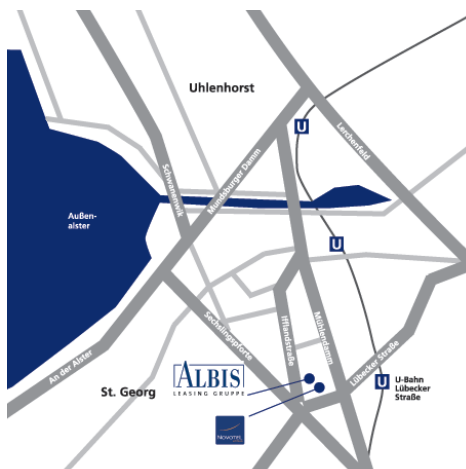 Uhlenhorst
U
Lerchenfeld
Schwanenwik
Mundsburger Damm
Außen-
alster
U
Sechslingspforte
Ifflandstraße
Mühlendamm
An der Alster
Lübecker Straße
ALBIS
LEASING GRUPPE
St. Georg
U
U-Bahn
Lübecker
Straße
NOVOTEL